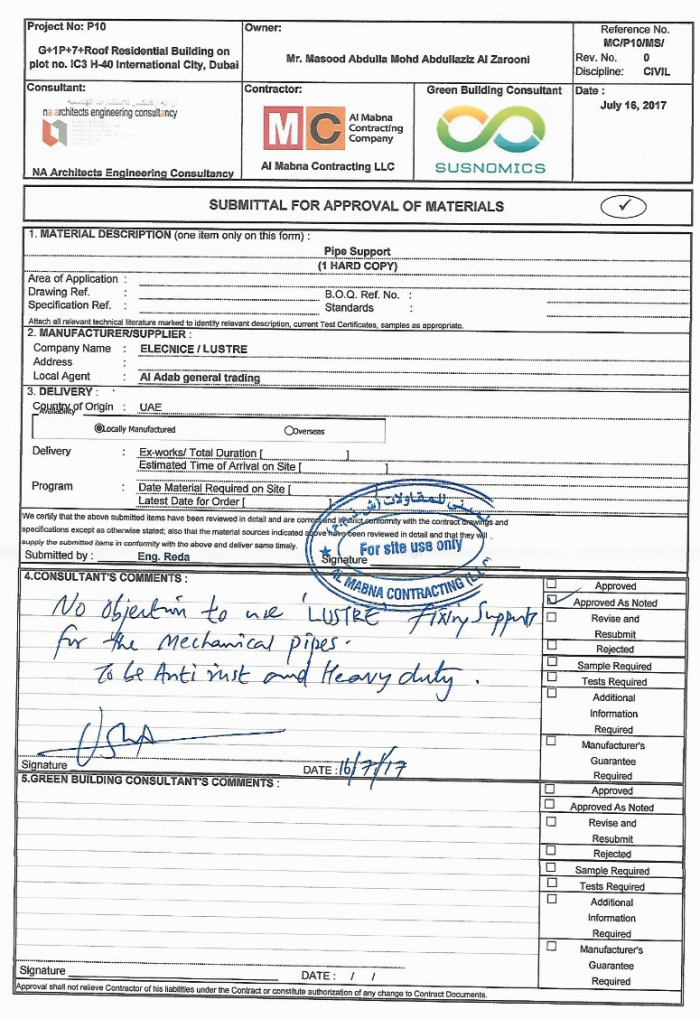 Project No: P10
G+1P+7+Roof Residential Building on
plot no. IC3 H-40 International City, Dubai
Owner:
Mr. Masood Abdulla Mohd Abdullaziz Al Zarooni
Reference No.
MC/P10/MS/
Rev. No. 0
Discipline: CIVIL
Consultant:
na architects engineering consultancy
NA Architects Engineering Consultancy
Contractor:
MC Al Mabna
Contracting
Company
Al Mabna Contracting LLC
Green Building Consultant
SUSNOMICS
Date :
July 16, 2017
SUBMITTAL FOR APPROVAL OF MATERIALS ✓
1. MATERIAL DESCRIPTION (one item only on this form) :
Pipe Support
(1 HARD COPY)
Area of Application :
Drawing Ref. : B.O.Q. Ref. No. :
Specification Ref. : Standards :
Attach all relevant technical literature marked to identify relevant description, current Test Certificates, samples as appropriate.
2. MANUFACTURER/SUPPLIER :
Company Name : ELECNICE / LUSTRE
Address :
Local Agent : Al Adab general trading
3. DELIVERY :
Country of Origin : UAE
Availability
Locally Manufactured Overseas
Delivery : Ex-works/ Total Duration [ ]
Estimated Time of Arrival on Site [ ]
Program : Date Material Required on Site [ ]
Latest Date for Order [ ]
We certify that the above submitted items have been reviewed in detail and are correct and in strict conformity with the contract drawings and
specifications except as otherwise stated; also that the material sources indicated above have been reviewed in detail and that they will
supply the submitted items in conformity with the above and deliver same timely.
Submitted by : Eng. Reda Signature
للمقاولات
For site use only
AL MABNA CONTRACTING (L.L.C)
4.CONSULTANT'S COMMENTS :
No objection to use 'LUSTRE' fixing Supports
for the Mechanical pipes.
To be Anti rust and Heavy duty.
Signature DATE : 16/7/17
Approved
Approved As Noted
Revise and
Resubmit
Rejected
Sample Required
Tests Required
Additional
Information
Required
Manufacturer's
Guarantee
Required
5.GREEN BUILDING CONSULTANT'S COMMENTS :
Approved
Approved As Noted
Revise and
Resubmit
Rejected
Sample Required
Tests Required
Additional
Information
Required
Manufacturer's
Guarantee
Required
Signature DATE : / /
Approval shall not relieve Contractor of his liabilities under the Contract or constitute authorization of any change to Contract Documents.